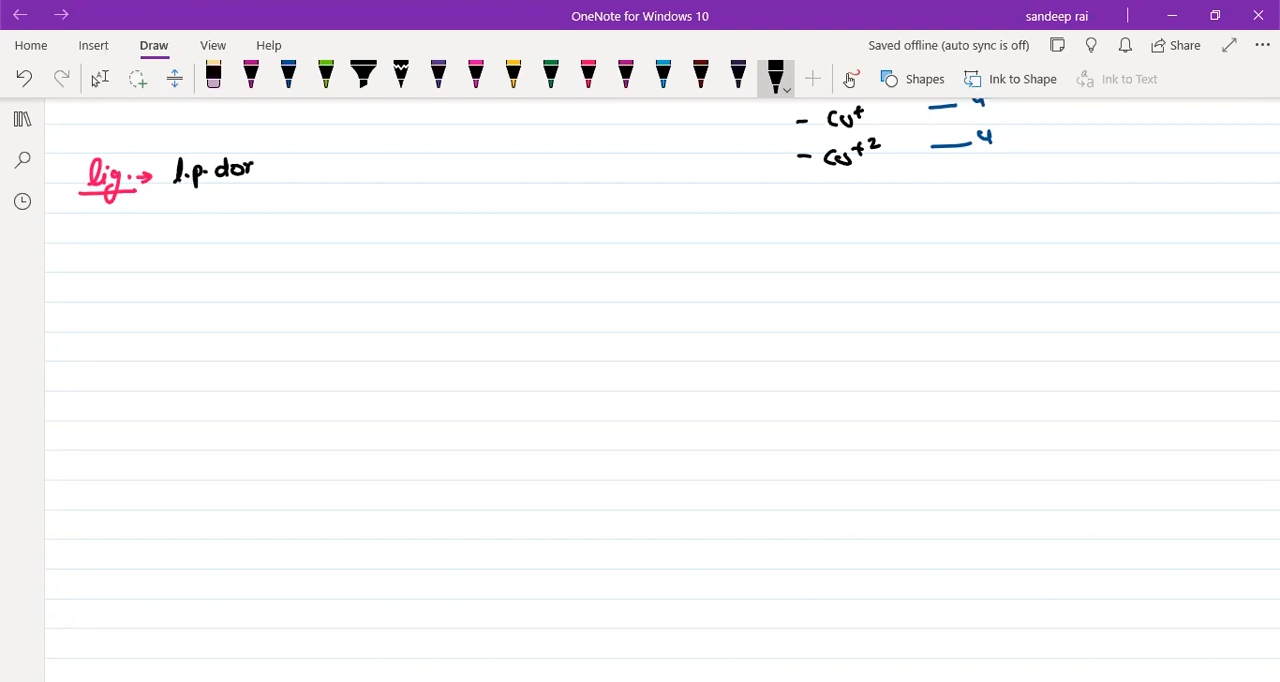 OneNote for Windows 10
sandeep rai
Home Insert Draw View Help
Saved offline (auto sync is off)
Share
Shapes
Ink to Shape
Ink to Text
- Cu+ 4
- Cu+2 4
lig. → l.p. dor